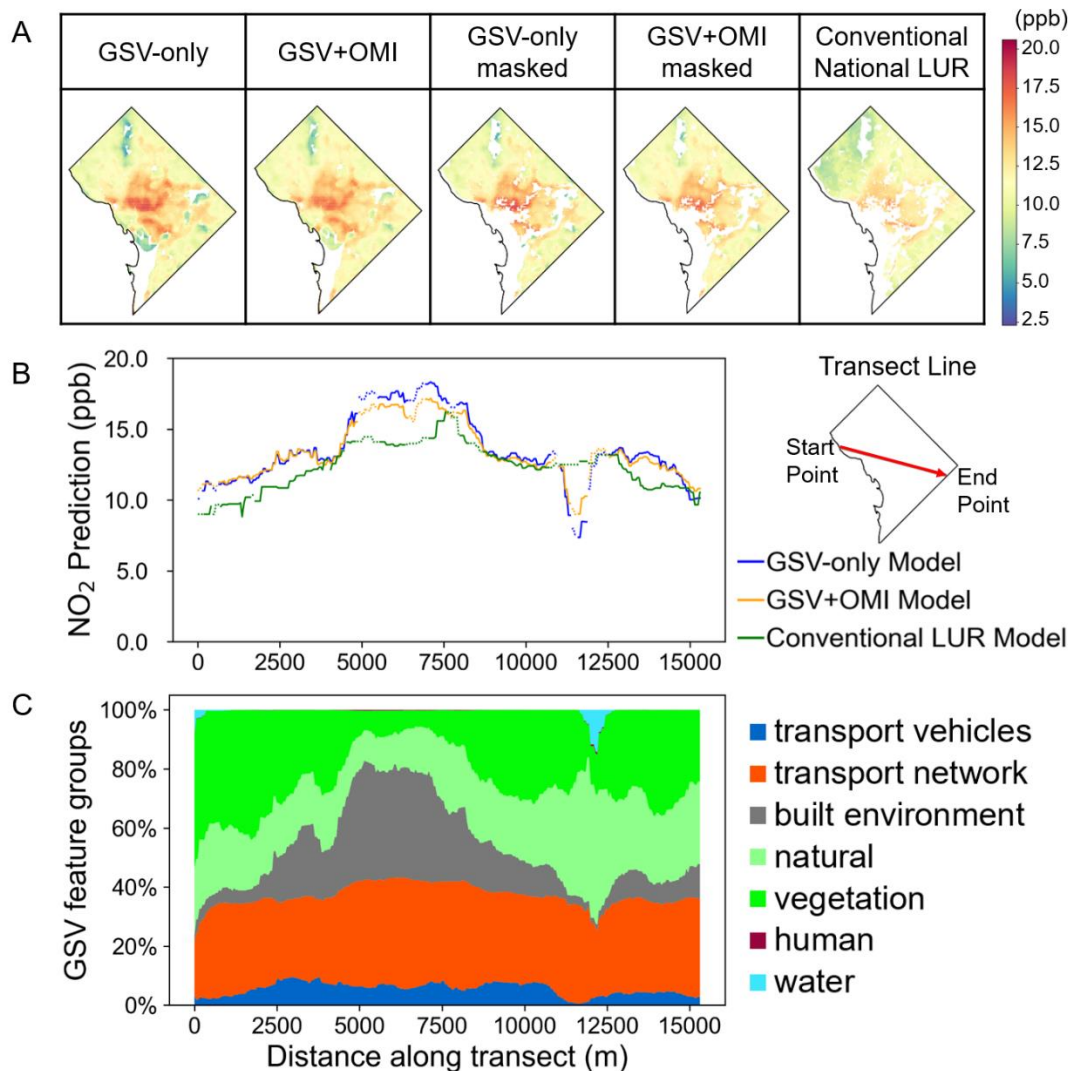 A
GSV-only
GSV+OMI
GSV-only
masked
GSV+OMI
masked
Conventional
National LUR
(ppb)
20.0
17.5
15.0
12.5
10.0
7.5
5.0
2.5
B
NO₂ Prediction (ppb)
20.0
15.0
10.0
5.0
0.0
0
2500
5000
7500
10000
12500
15000
Transect Line
Start
Point
End
Point
GSV-only Model
GSV+OMI Model
Conventional LUR Model
C
GSV feature groups
100%
80%
60%
40%
20%
0%
0
2500
5000
7500
10000
12500
15000
Distance along transect (m)
transport vehicles
transport network
built environment
natural
vegetation
human
water